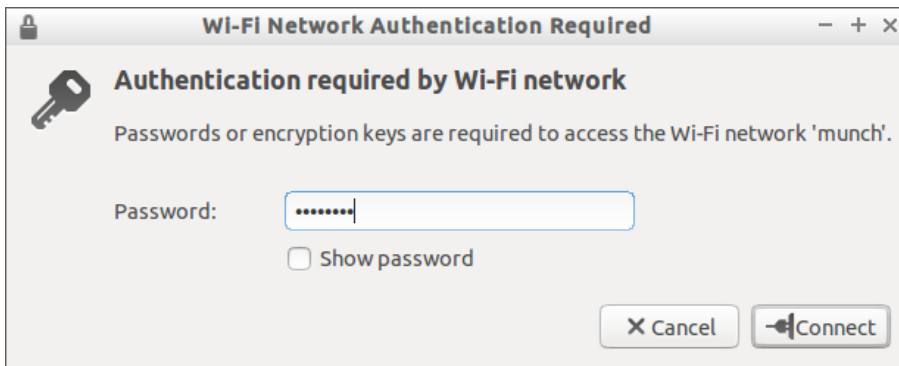 Wi-Fi Network Authentication Required
Authentication required by Wi-Fi network
Passwords or encryption keys are required to access the Wi-Fi network 'munch'.
Password: ••••••••
Show password
Cancel Connect